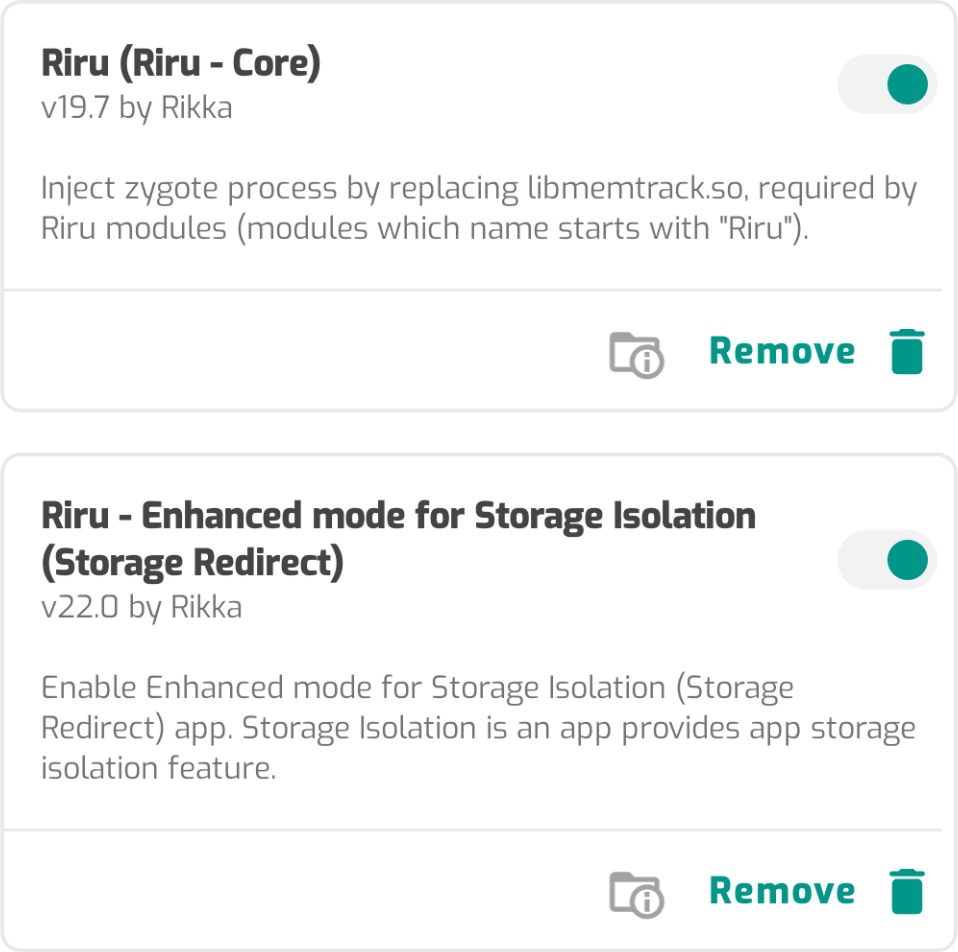 Riru (Riru - Core)
v19.7 by Rikka
Inject zygote process by replacing libmemtrack.so, required by
Riru modules (modules which name starts with "Riru").
Remove
Riru - Enhanced mode for Storage Isolation
(Storage Redirect)
v22.0 by Rikka
Enable Enhanced mode for Storage Isolation (Storage
Redirect) app. Storage Isolation is an app provides app storage
isolation feature.
Remove